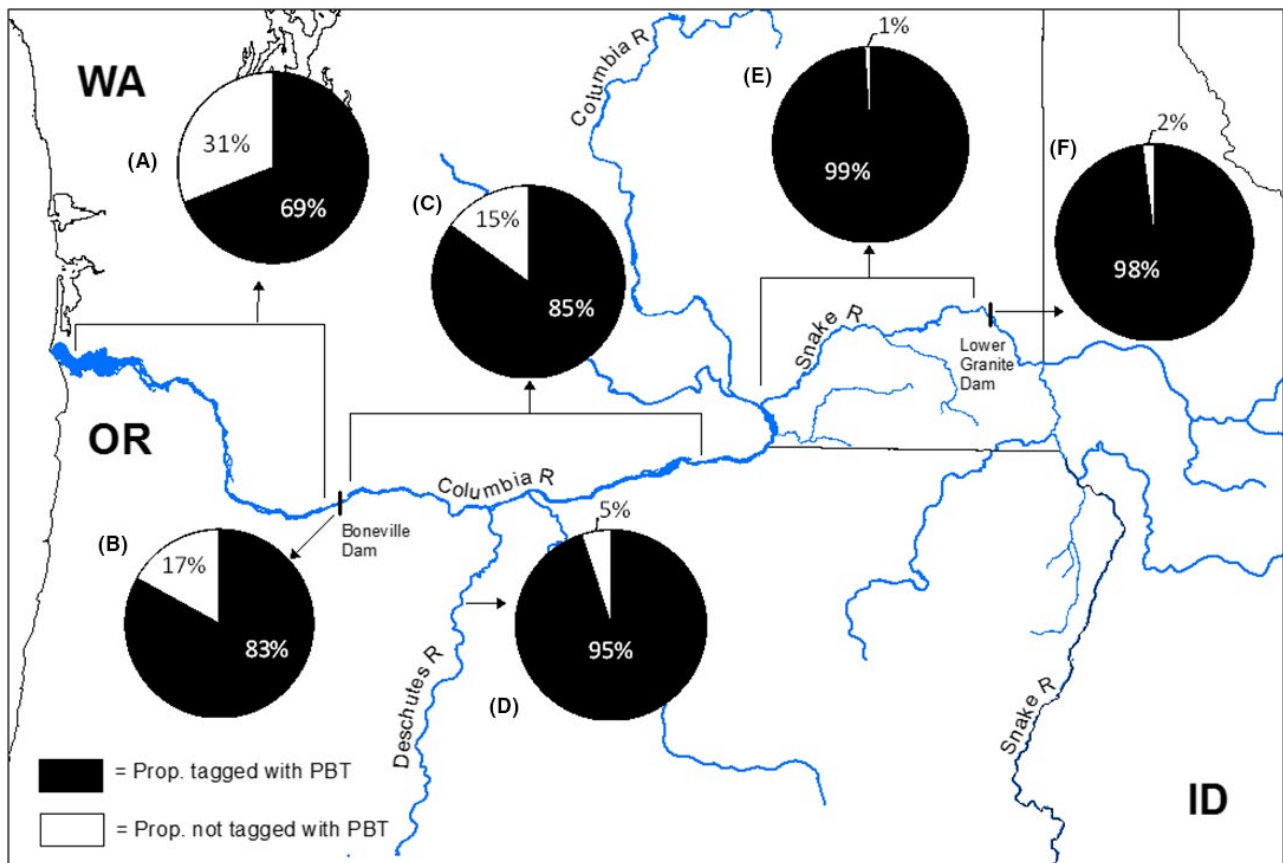 WA
(A)
31%
69%
Columbia R
(E)
1%
99%
(F)
2%
98%
(C)
15%
85%
Snake R
Lower
Granite
Dam
OR
Columbia R
Boneville
Dam
(B)
17%
83%
Deschutes R
5%
95%
(D)
Snake R
ID
= Prop. tagged with PBT
= Prop. not tagged with PBT